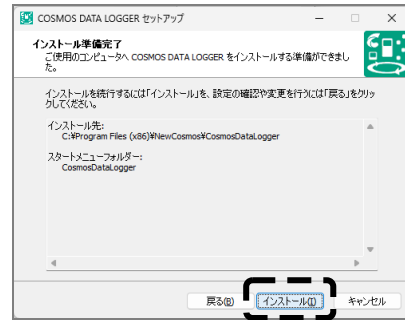 COSMOS DATA LOGGER セットアップ
インストール準備完了
ご使用のコンピュータへ COSMOS DATA LOGGER をインストールする準備ができまし
た。
インストールを続行するには「インストール」を、設定の確認や変更を行うには「戻る」をクリッ
クしてください。
インストール先:
C:¥Program Files (x86)¥NewCosmos¥CosmosDataLogger
スタートメニューフォルダー:
CosmosDataLogger
戻る(B) インストール(I) キャンセル